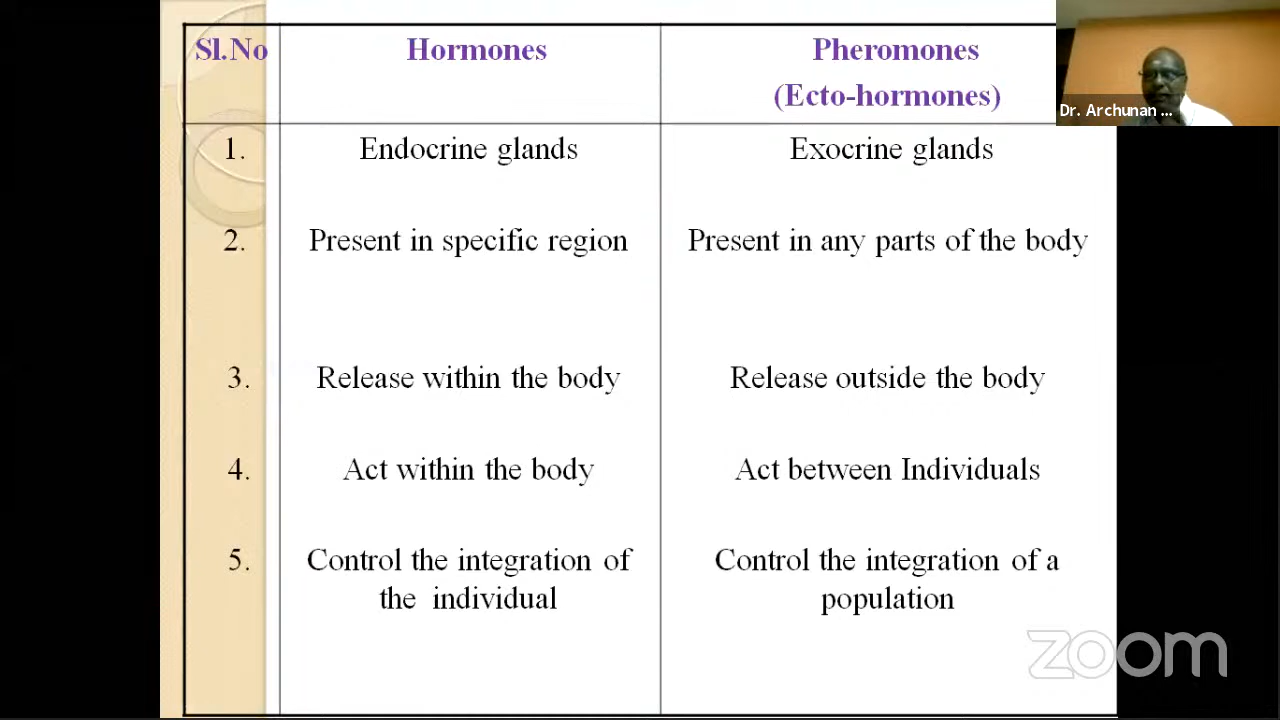 Sl.No Hormones Pheromones
(Ecto-hormones)
Dr. Archunan ...
1. Endocrine glands Exocrine glands
2. Present in specific region Present in any parts of the body
3. Release within the body Release outside the body
4. Act within the body Act between Individuals
5. Control the integration of Control the integration of a
the individual population
zoom